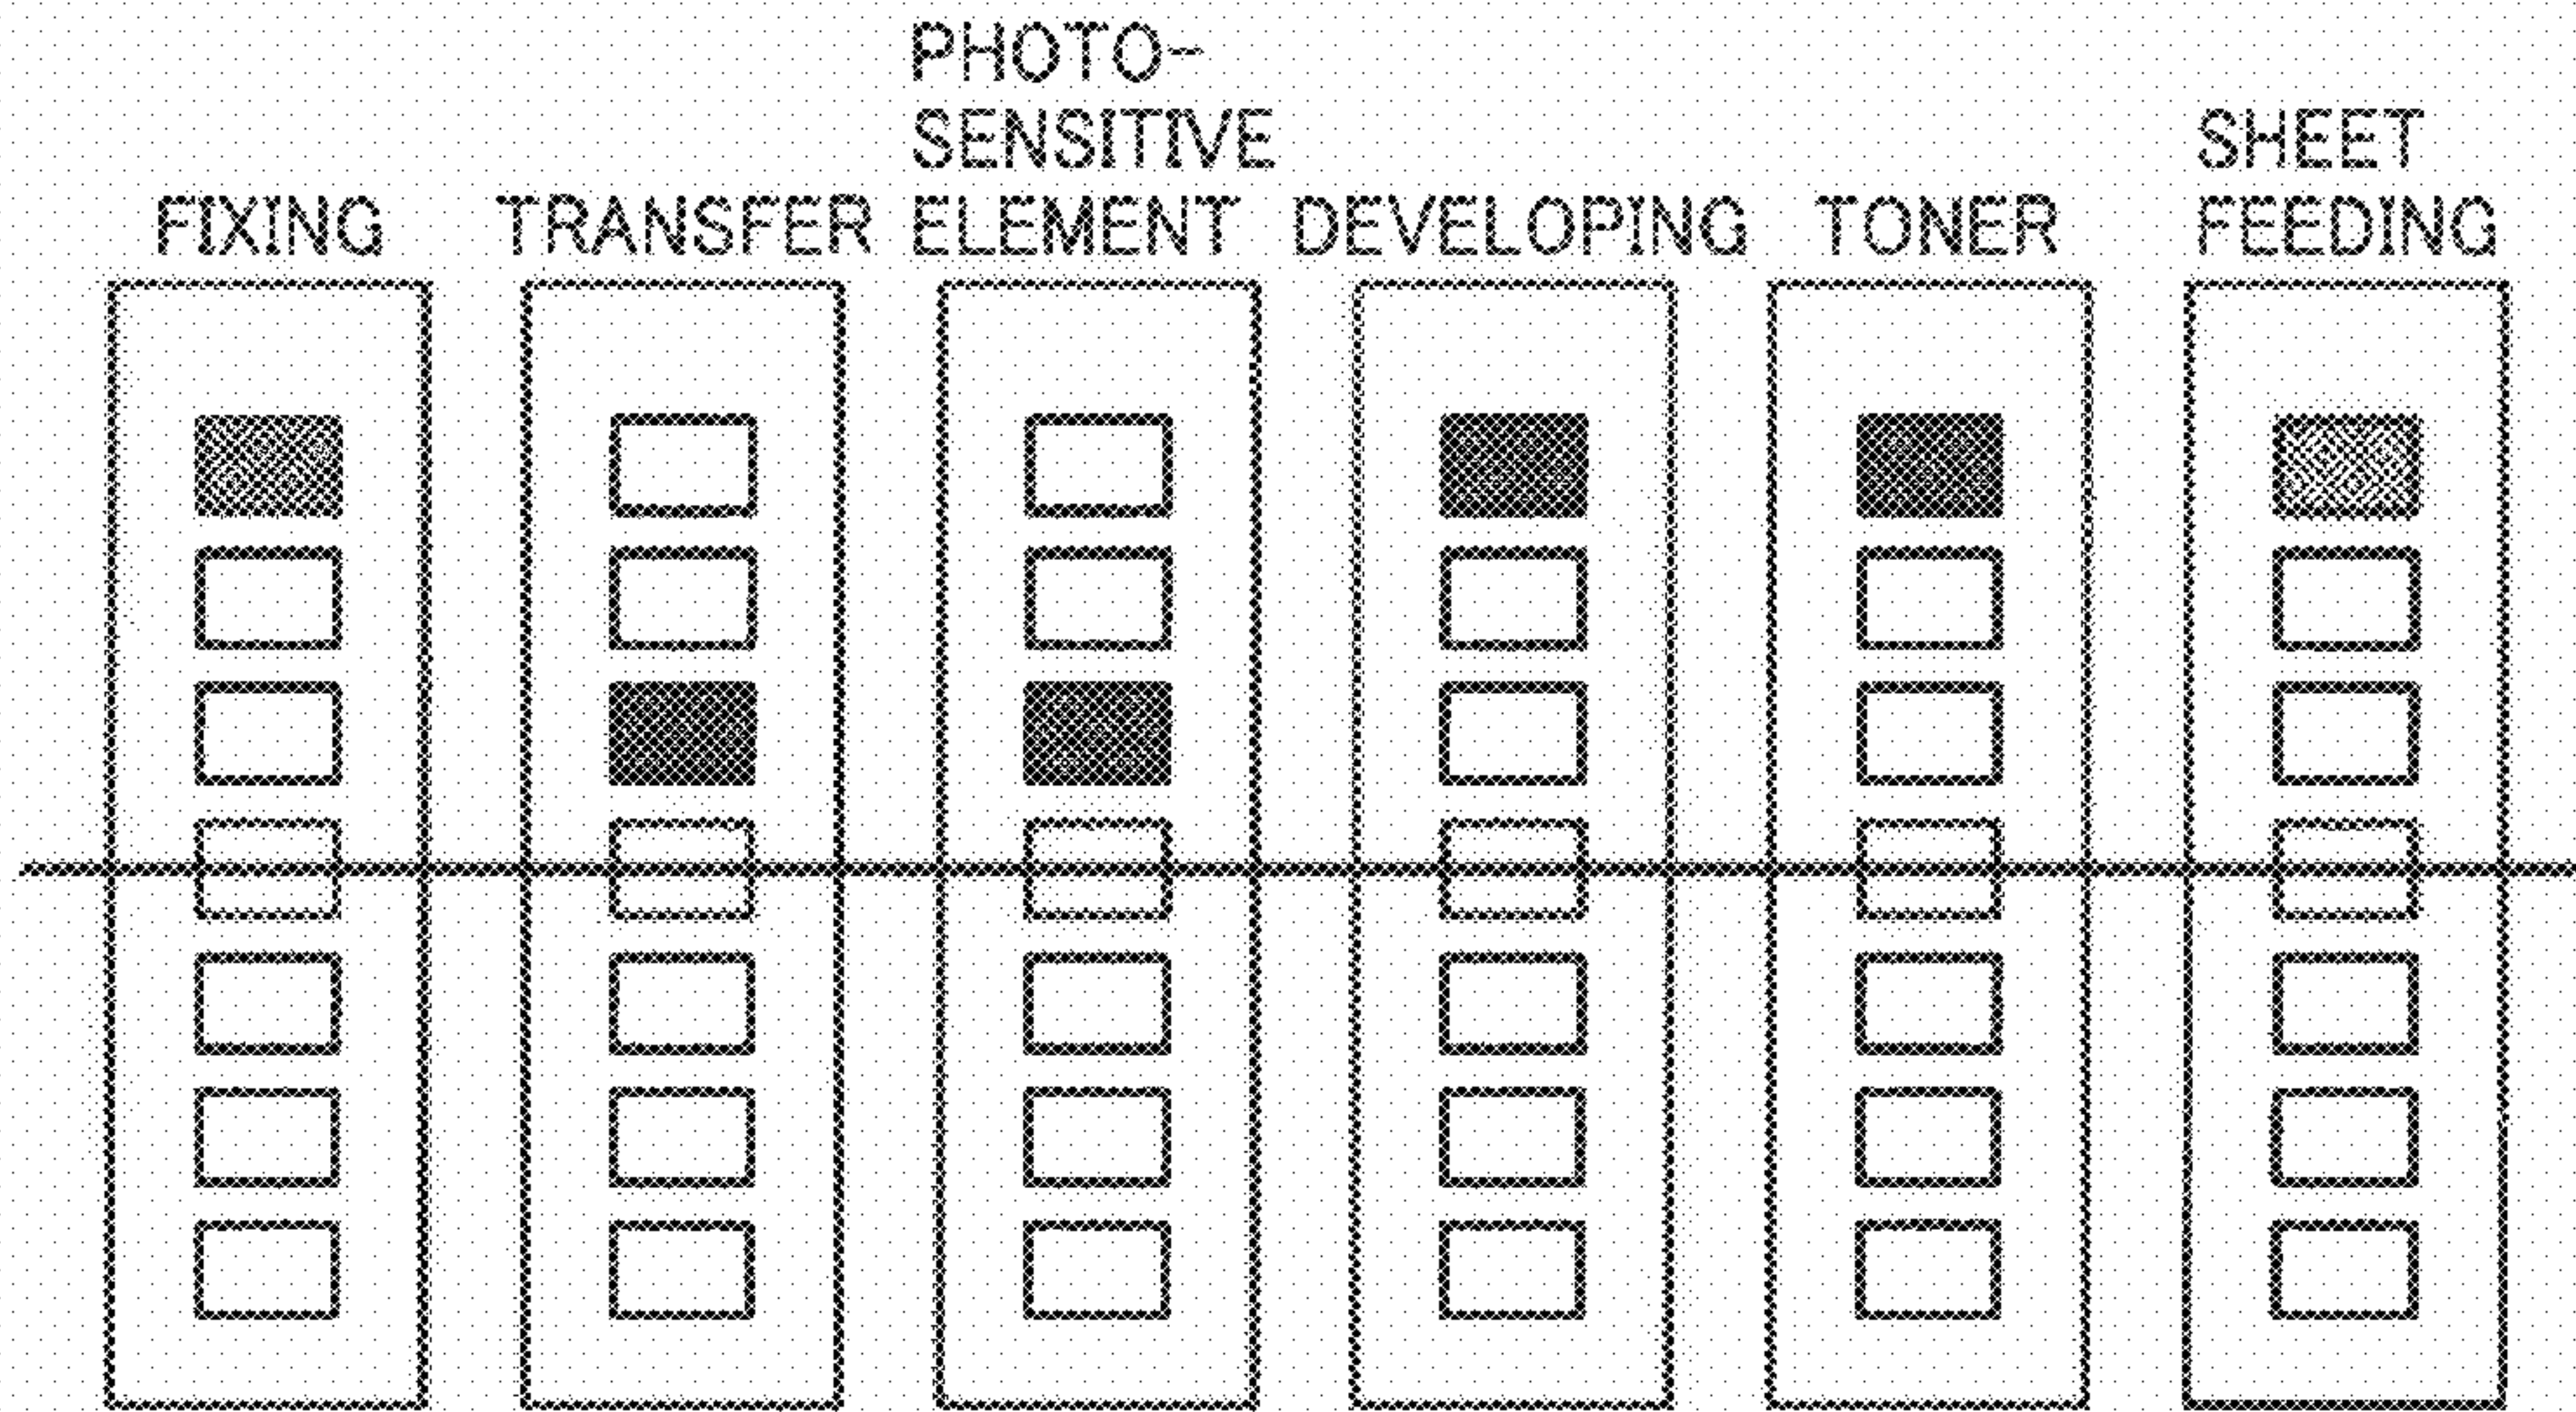 FIXING
TRANSFER
PHOTO-
SENSITIVE
ELEMENT
DEVELOPING
TONER
SHEET
FEEDING